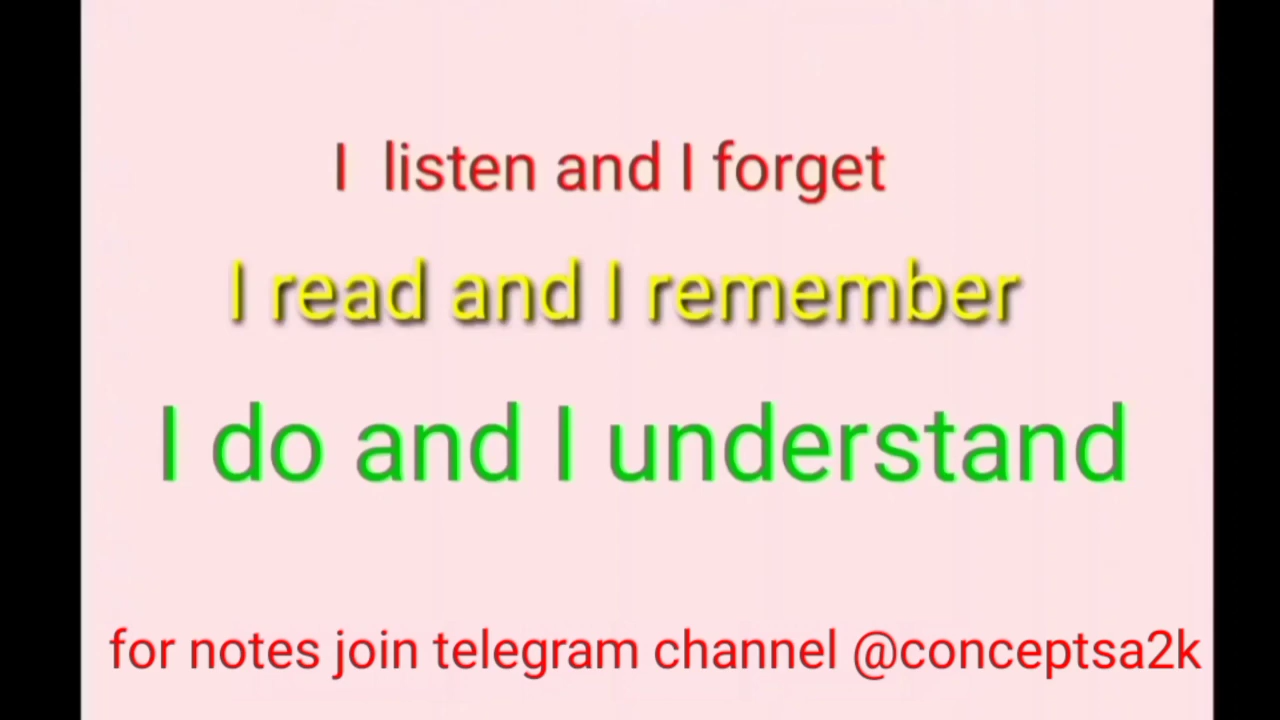 I listen and I forget
I read and I remember
I do and I understand
for notes join telegram channel @conceptsa2k